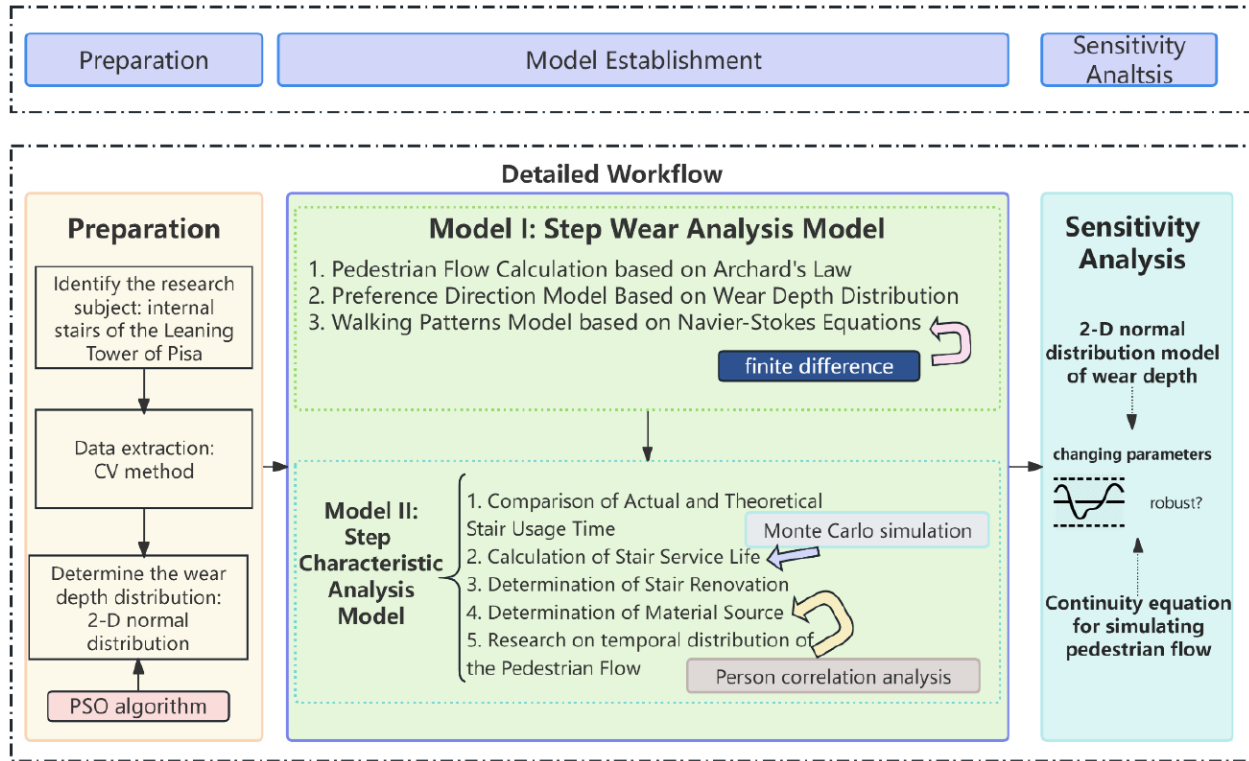 Preparation
Model Establishment
Sensitivity
Analtsis
Detailed Workflow
Preparation
Identify the research
subject: internal
stairs of the Leaning
Tower of Pisa
Data extraction:
CV method
Determine the wear
depth distribution:
2-D normal
distribution
PSO algorithm
Model I: Step Wear Analysis Model
1. Pedestrian Flow Calculation based on Archard's Law
2. Preference Direction Model Based on Wear Depth Distribution
3. Walking Patterns Model based on Navier-Stokes Equations
finite difference
Model II:
Step
Characteristic
Analysis
Model
1. Comparison of Actual and Theoretical
Stair Usage Time
Monte Carlo simulation
2. Calculation of Stair Service Life
3. Determination of Stair Renovation
4. Determination of Material Source
5. Research on temporal distribution of
the Pedestrian Flow
Person correlation analysis
Sensitivity
Analysis
2-D normal
distribution model
of wear depth
changing parameters
robust?
Continuity equation
for simulating
pedestrian flow